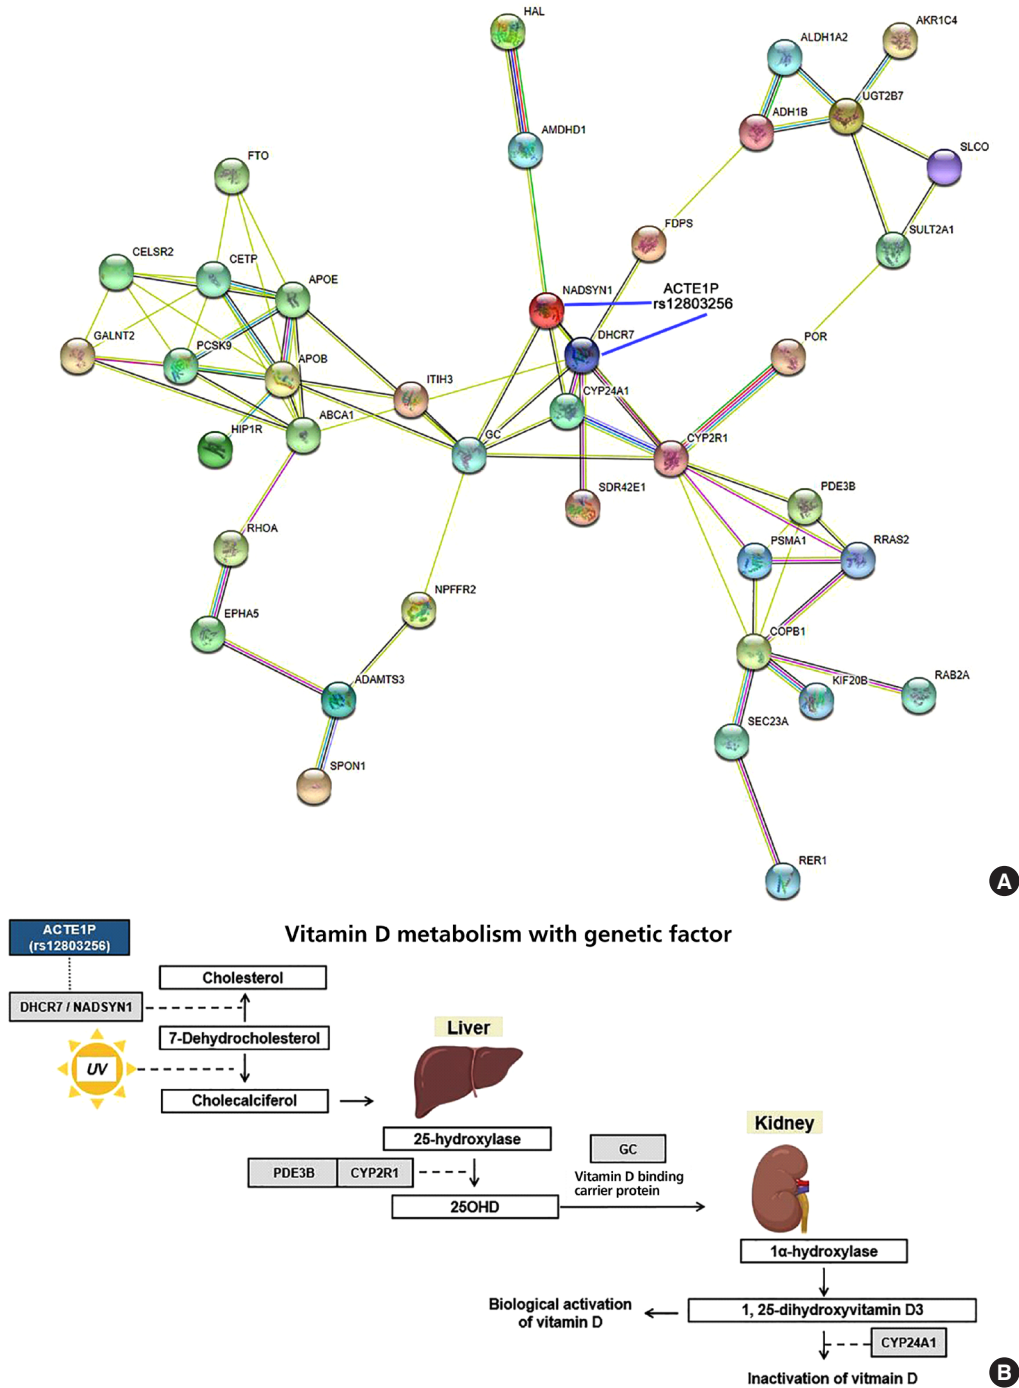 HAL
AKR1C4
ALDH1A2
UGT2B7
ADH1B
AMDHD1
SLCO
FTO
SULT2A1
FDPS
CELSR2
CETP
APOE
NADSYN1
ACTE1P
rs12803256
DHCR7
GALNT2
PCSK9
APOB
POR
ITIH3
CYP24A1
ABCA1
HIP1R
GC
CYP2R1
SDR42E1
PDE3B
RHOA
PSMA1
RRAS2
NPFFR2
EPHA5
COPB1
ADAMTS3
KIF20B
RAB2A
SEC23A
SPON1
RER1
A
ACTE1P
(rs12803256)
Vitamin D metabolism with genetic factor
Cholesterol
DHCR7 / NADSYN1
7-Dehydrocholesterol
Liver
UV
Cholecalciferol
25-hydroxylase
Kidney
GC
PDE3B
CYP2R1
Vitamin D binding
carrier protein
25OHD
1α-hydroxylase
Biological activation
of vitamin D
1, 25-dihydroxyvitamin D3
CYP24A1
Inactivation of vitmain D
B